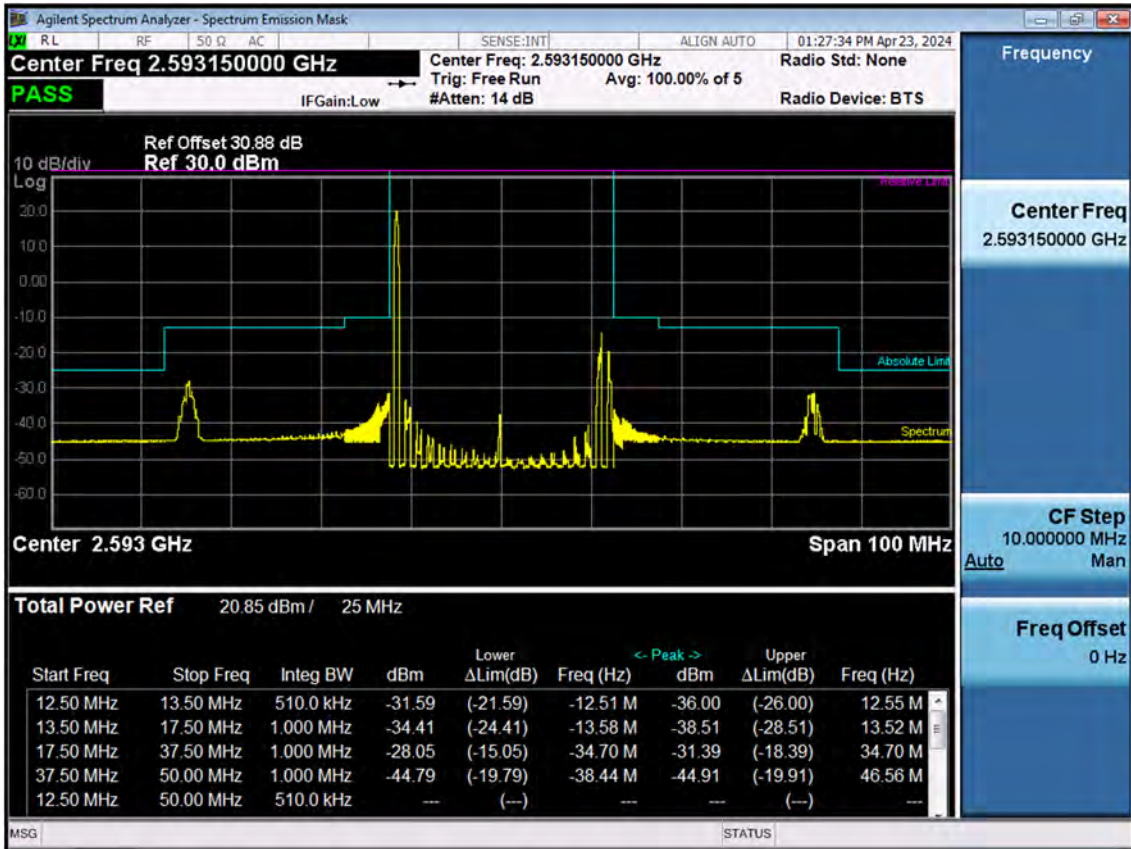 Agilent Spectrum Analyzer - Spectrum Emission Mask
LXI RL RF 50 Ω AC SENSE:INT ALIGN AUTO 01:27:34 PM Apr 23, 2024
Center Freq 2.593150000 GHz Center Freq: 2.593150000 GHz Radio Std: None
Trig: Free Run Avg: 100.00% of 5
PASS IFGain:Low #Atten: 14 dB Radio Device: BTS
Ref Offset 30.88 dB
10 dB/div Ref 30.0 dBm
Log
Relative Limit
20.0
10.0
0.00
-10.0
-20.0
Absolute Limit
-30.0
-40.0
Spectrum
-50.0
-60.0
Center 2.593 GHz Span 100 MHz
Total Power Ref 20.85 dBm / 25 MHz
Lower <- Peak -> Upper
Start Freq Stop Freq Integ BW dBm ΔLim(dB) Freq (Hz) dBm ΔLim(dB) Freq (Hz)
12.50 MHz 13.50 MHz 510.0 kHz -31.59 (-21.59) -12.51 M -36.00 (-26.00) 12.55 M
13.50 MHz 17.50 MHz 1.000 MHz -34.41 (-24.41) -13.58 M -38.51 (-28.51) 13.52 M
17.50 MHz 37.50 MHz 1.000 MHz -28.05 (-15.05) -34.70 M -31.39 (-18.39) 34.70 M
37.50 MHz 50.00 MHz 1.000 MHz -44.79 (-19.79) -38.44 M -44.91 (-19.91) 46.56 M
12.50 MHz 50.00 MHz 510.0 kHz --- (---) --- --- (---) ---
MSG STATUS
Frequency
Center Freq
2.593150000 GHz
CF Step
10.000000 MHz
Auto Man
Freq Offset
0 Hz